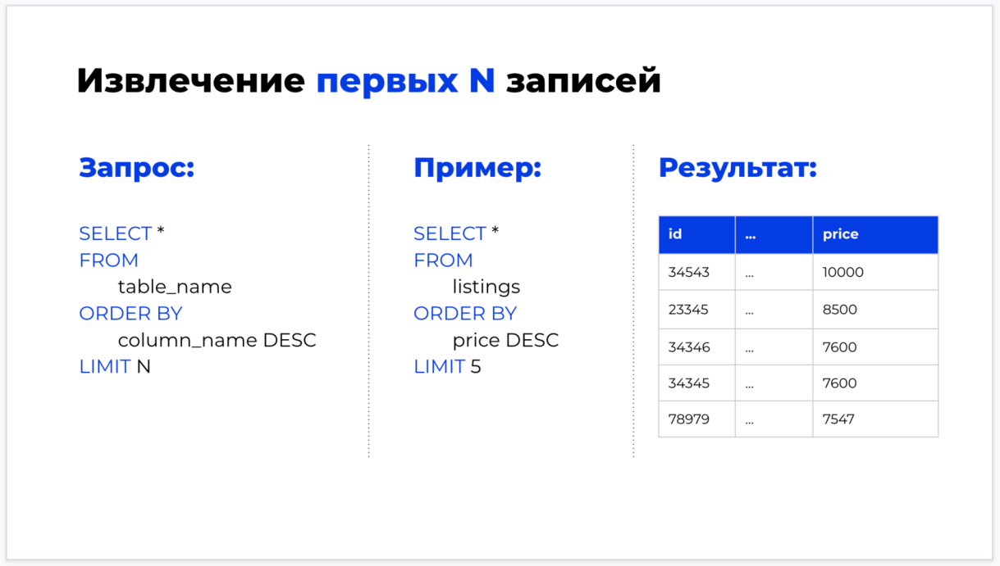 Извлечение первых N записей
Запрос:
SELECT *
FROM
table_name
ORDER BY
column_name DESC
LIMIT N
Пример:
SELECT *
FROM
listings
ORDER BY
price DESC
LIMIT 5
Результат:
id ... price
34543 ... 10000
23345 ... 8500
34346 ... 7600
34345 ... 7600
78979 ... 7547